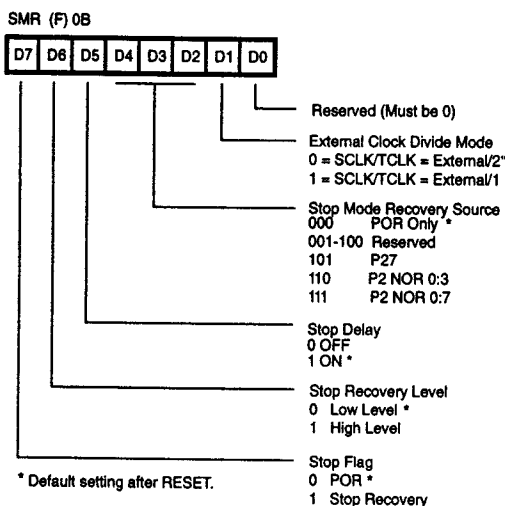 SMR (F) 0B
D7 D6 D5 D4 D3 D2 D1 D0
Reserved (Must be 0)
External Clock Divide Mode
0 = SCLK/TCLK = External/2*
1 = SCLK/TCLK = External/1
Stop Mode Recovery Source
000 POR Only *
001-100 Reserved
101 P27
110 P2 NOR 0:3
111 P2 NOR 0:7
Stop Delay
0 OFF
1 ON *
Stop Recovery Level
0 Low Level *
1 High Level
Stop Flag
0 POR *
1 Stop Recovery
* Default setting after RESET.